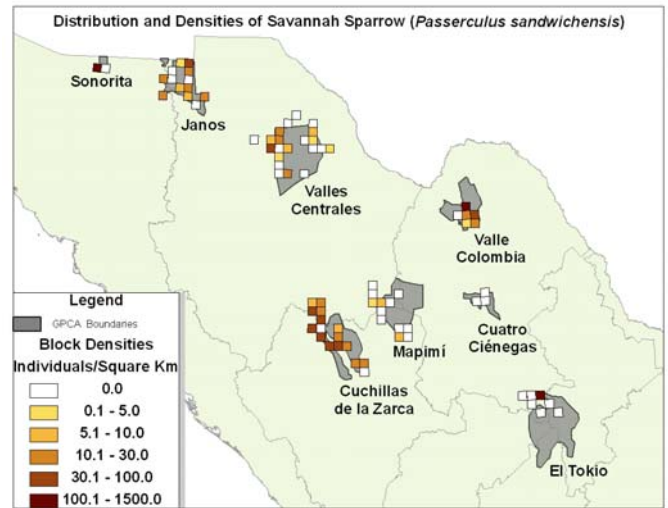 Distribution and Densities of Savannah Sparrow (Passerculus sandwichensis)
Sonorita
Janos
Valles
Centrales
Valle
Colombia
Cuatro
Ciénegas
Mapimí
Cuchillas
de la Zarca
El Tokio
Legend
GPCA Boundaries
Block Densities
Individuals/Square Km
0.0
0.1 - 5.0
5.1 - 10.0
10.1 - 30.0
30.1 - 100.0
100.1 - 1500.0